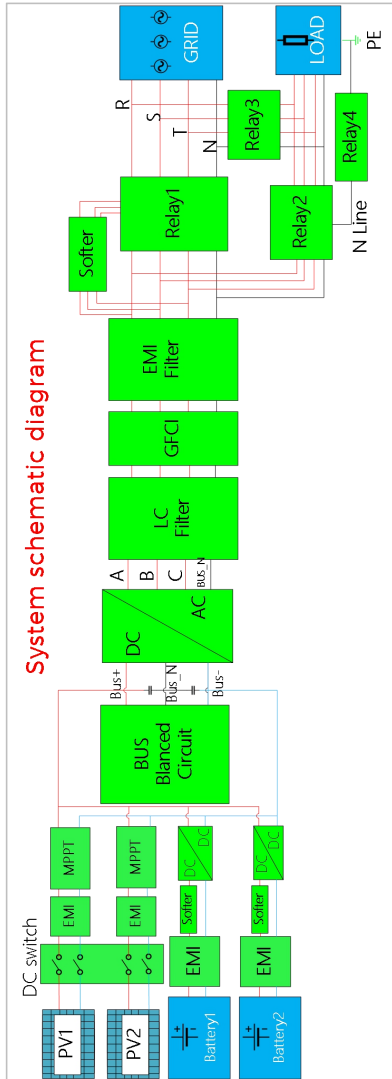 System schematic diagram
DC switch
PV1
EMI
MPPT
PV2
EMI
MPPT
Battery1
EMI
Softer
DC
DC
Battery2
EMI
Softer
DC
DC
BUS
Blanced
Circuit
Bus+
Bus_N
Bus-
DC
AC
A
B
C
BUS_N
LC
Filter
GFCI
EMI
Filter
Softer
Relay1
Relay2
N Line
Relay3
Relay4
R
S
T
N
GRID
LOAD
PE